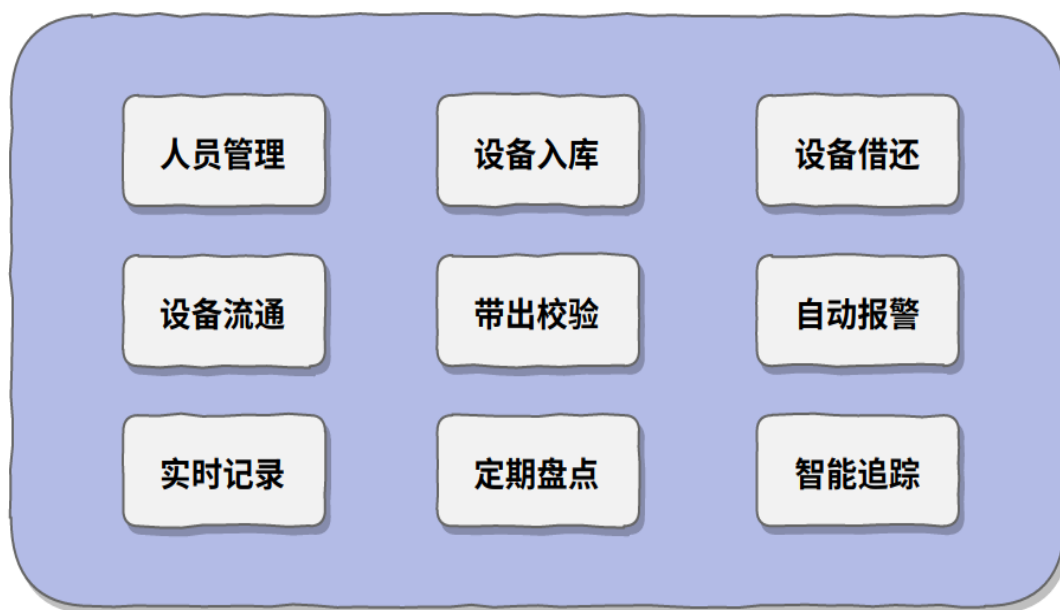 人员管理
设备入库
设备借还
设备流通
带出校验
自动报警
实时记录
定期盘点
智能追踪